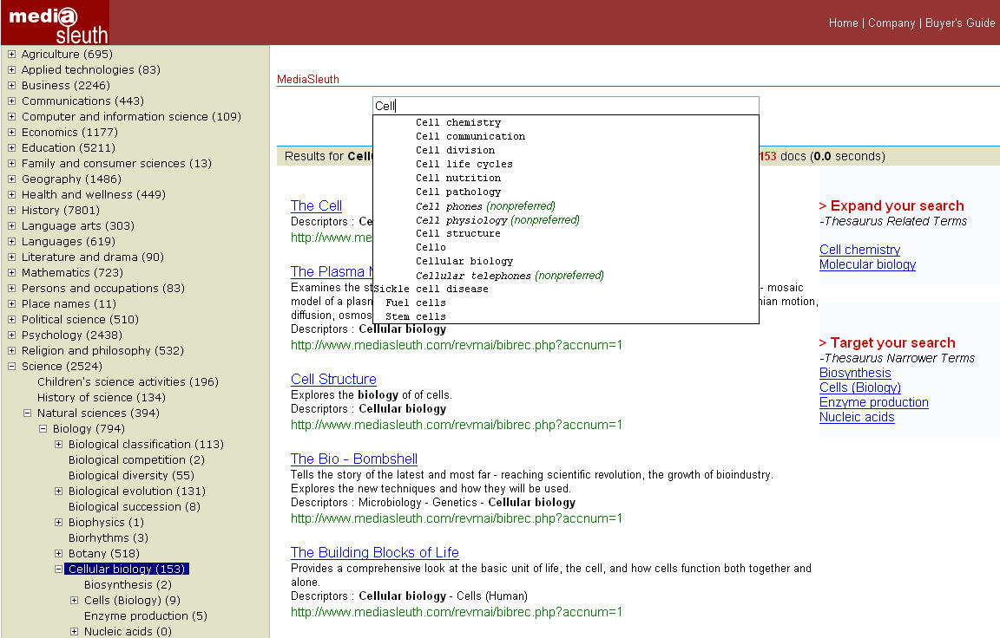 medi@
sleuth
Home | Company | Buyer's Guide
Agriculture (695)
Applied technologies (83)
Business (2246)
Communications (443)
Computer and information science (109)
Economics (1177)
Education (5211)
Family and consumer sciences (13)
Geography (1486)
Health and wellness (449)
History (7801)
Language arts (303)
Languages (619)
Literature and drama (90)
Mathematics (723)
Persons and occupations (83)
Place names (11)
Political science (510)
Psychology (2438)
Religion and philosophy (532)
Science (2524)
Children's science activities (196)
History of science (134)
Natural sciences (394)
Biology (794)
Biological classification (113)
Biological competition (2)
Biological diversity (55)
Biological evolution (131)
Biological succession (8)
Biophysics (1)
Biorhythms (3)
Botany (518)
Cellular biology (153)
Biosynthesis (2)
Cells (Biology) (9)
Enzyme production (5)
Nucleic acids (0)
MediaSleuth
Cell
Cell chemistry
Cell communication
Cell division
Cell life cycles
Cell nutrition
Cell pathology
Cell phones (nonpreferred)
Cell physiology (nonpreferred)
Cell structure
Cello
Cellular biology
Cellular telephones (nonpreferred)
Sickle cell disease
Fuel cells
Stem cells
Results for Cell 153 docs (0.0 seconds)
The Cell
Descriptors : Ce
http://www.me
The Plasma
Examines the st - mosaic
model of a plasm nian motion,
diffusion, osmos
Descriptors : Cellular biology
http://www.mediasleuth.com/revmai/bibrec.php?accnum=1
Cell Structure
Explores the biology of of cells.
Descriptors : Cellular biology
http://www.mediasleuth.com/revmai/bibrec.php?accnum=1
The Bio - Bombshell
Tells the story of the latest and most far - reaching scientific revolution, the growth of bioindustry.
Explores the new techniques and how they will be used.
Descriptors : Microbiology - Genetics - Cellular biology
http://www.mediasleuth.com/revmai/bibrec.php?accnum=1
The Building Blocks of Life
Provides a comprehensive look at the basic unit of life, the cell, and how cells function both together and
alone.
Descriptors : Cellular biology - Cells (Human)
http://www.mediasleuth.com/revmai/bibrec.php?accnum=1
> Expand your search
-Thesaurus Related Terms
Cell chemistry
Molecular biology
> Target your search
-Thesaurus Narrower Terms
Biosynthesis
Cells (Biology)
Enzyme production
Nucleic acids